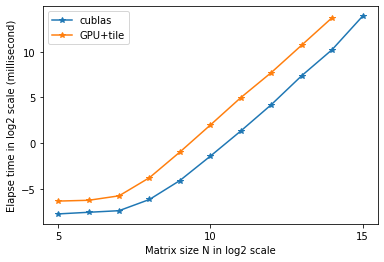 cublas
GPU+tile
Elapse time in log2 scale (millisecond)
10
5
0
−5
5
10
15
Matrix size N in log2 scale